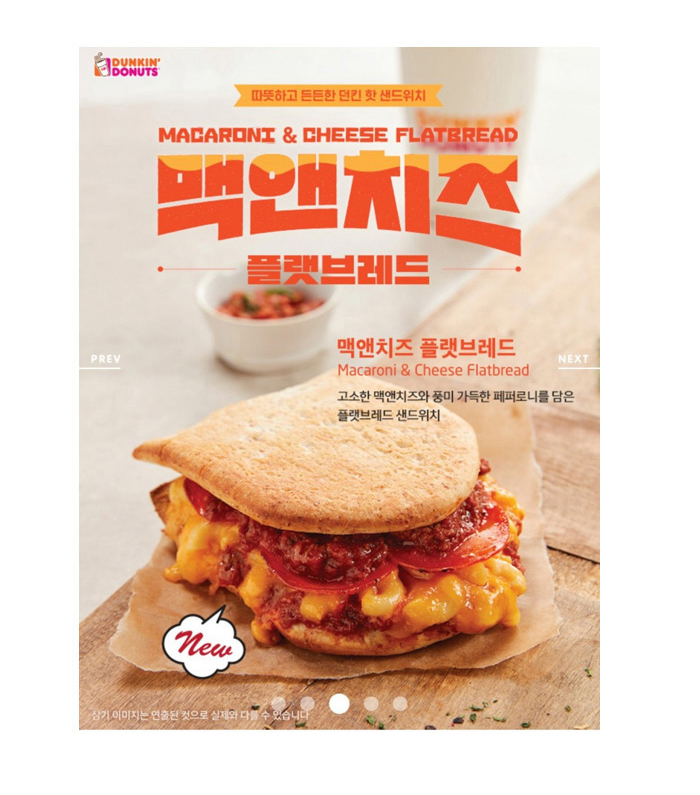 DUNKIN'
DONUTS
따뜻하고 든든한 던킨 핫 샌드위치
MACARONI & CHEESE FLATBREAD
맥앤치즈
플랫브레드
맥앤치즈 플랫브레드
Macaroni & Cheese Flatbread
PREV
NEXT
고소한 맥앤치즈와 풍미 가득한 페퍼로니를 담은
플랫브레드 샌드위치
New
상기 이미지는 연출된 컷으로 실제와 다를 수 있습니다